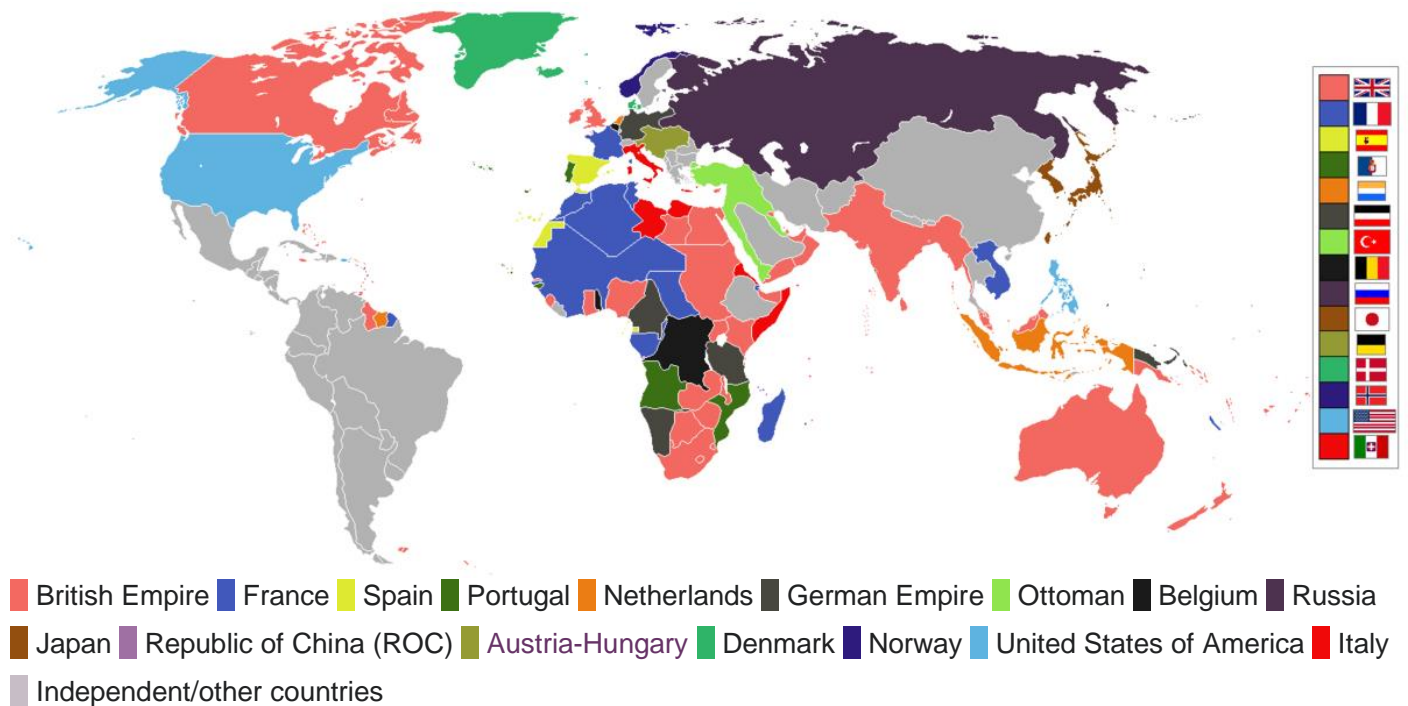 British Empire France Spain Portugal Netherlands German Empire Ottoman Belgium Russia
Japan Republic of China (ROC) Austria-Hungary Denmark Norway United States of America Italy
Independent/other countries